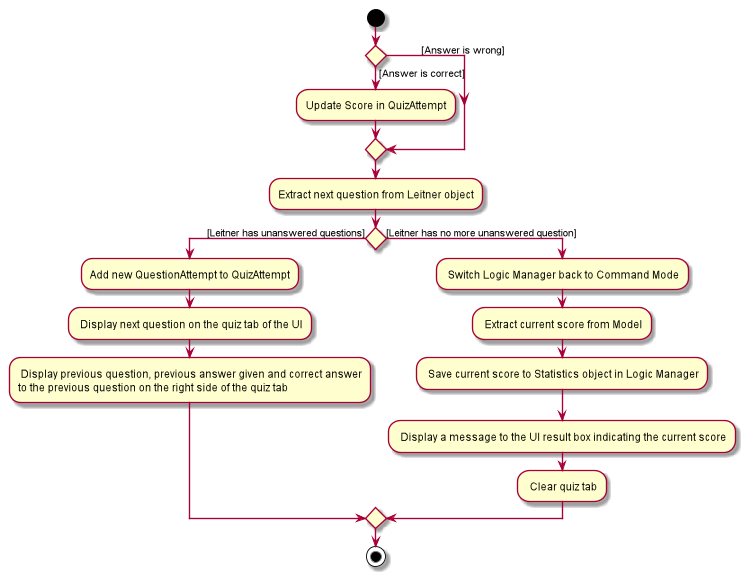 [Answer is wrong]
[Answer is correct]
Update Score in QuizAttempt
Extract next question from Leitner object
[Leitner has unanswered questions]
[Leitner has no more unanswered question]
Add new QuestionAttempt to QuizAttempt
Switch Logic Manager back to Command Mode
Display next question on the quiz tab of the UI
Extract current score from Model
Display previous question, previous answer given and correct answer
to the previous question on the right side of the quiz tab
Save current score to Statistics object in Logic Manager
Display a message to the UI result box indicating the current score
Clear quiz tab